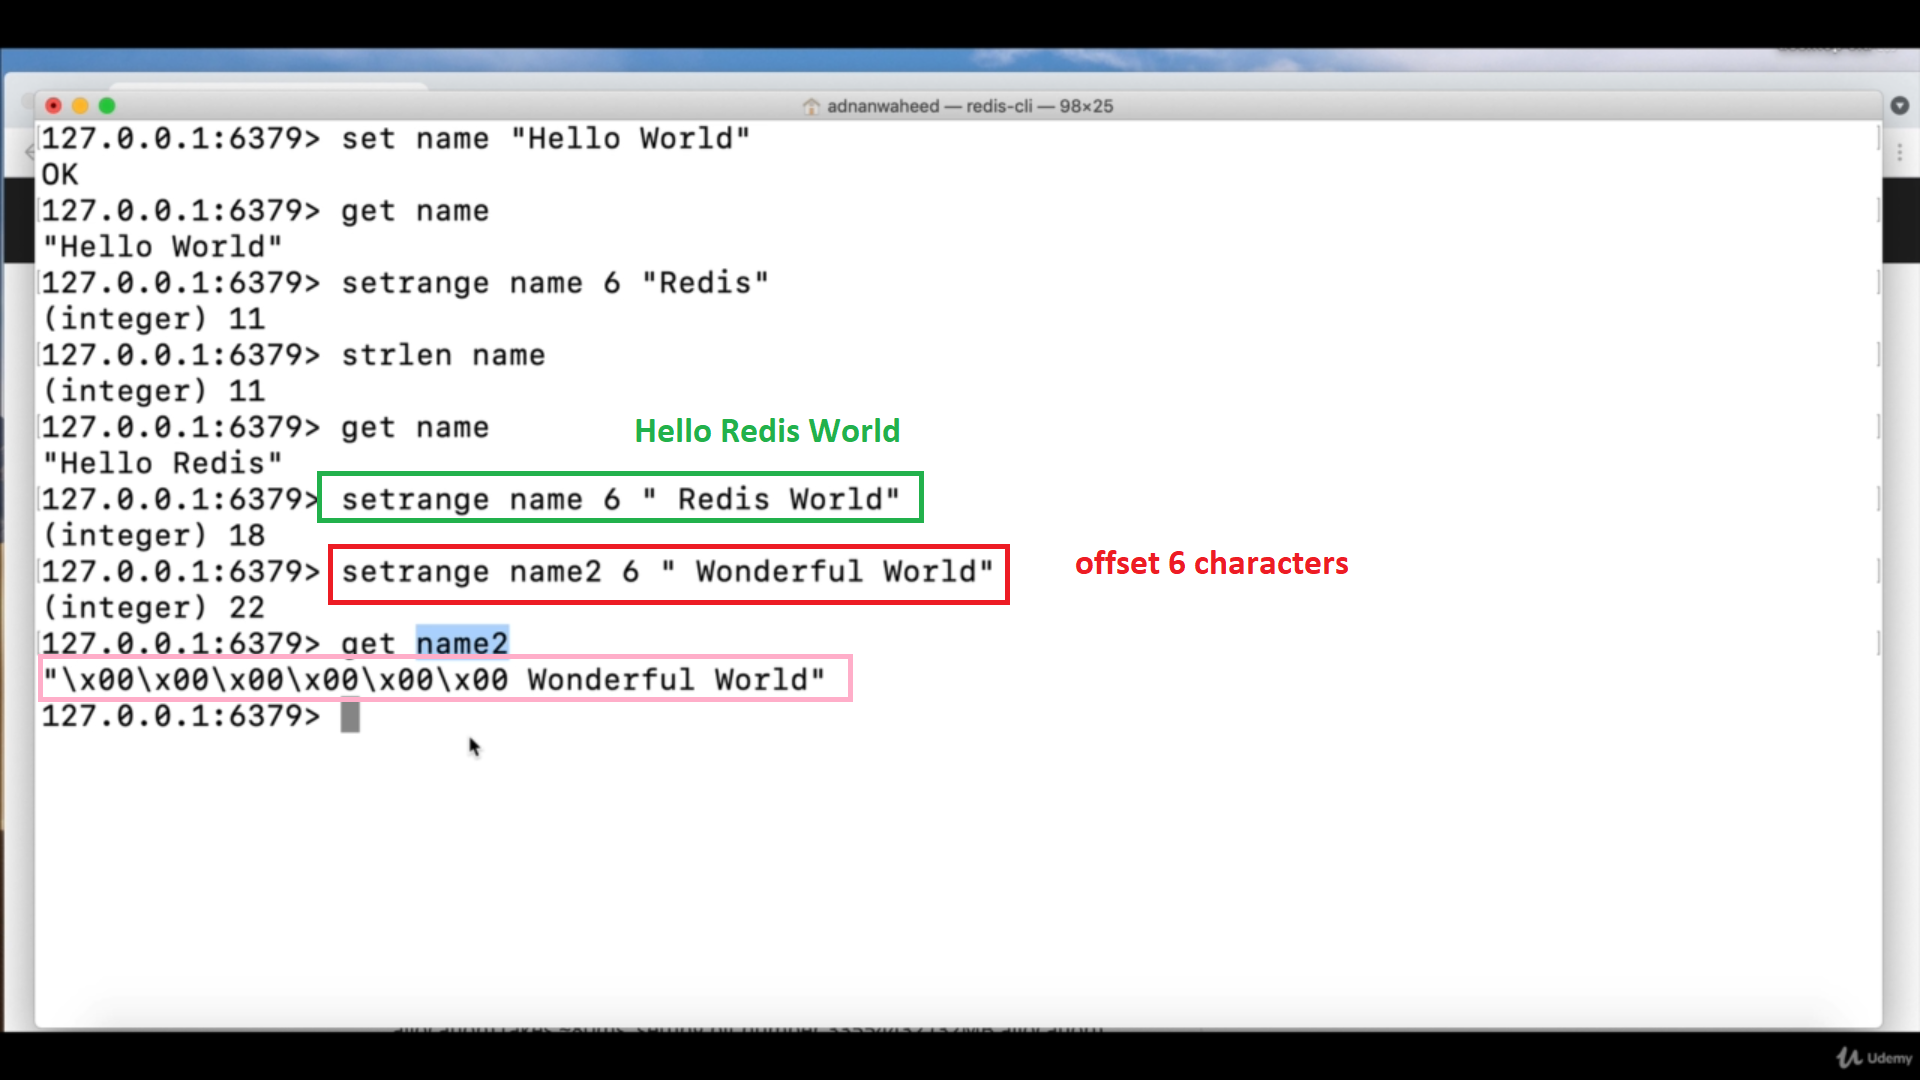 adnanwaheed — redis-cli — 98×25
127.0.0.1:6379> set name "Hello World"
OK
127.0.0.1:6379> get name
"Hello World"
127.0.0.1:6379> setrange name 6 "Redis"
(integer) 11
127.0.0.1:6379> strlen name
(integer) 11
127.0.0.1:6379> get name
Hello Redis World
"Hello Redis"
127.0.0.1:6379> setrange name 6 " Redis World"
(integer) 18
127.0.0.1:6379> setrange name2 6 " Wonderful World"
offset 6 characters
(integer) 22
127.0.0.1:6379> get name2
"\x00\x00\x00\x00\x00\x00 Wonderful World"
127.0.0.1:6379>
Udemy